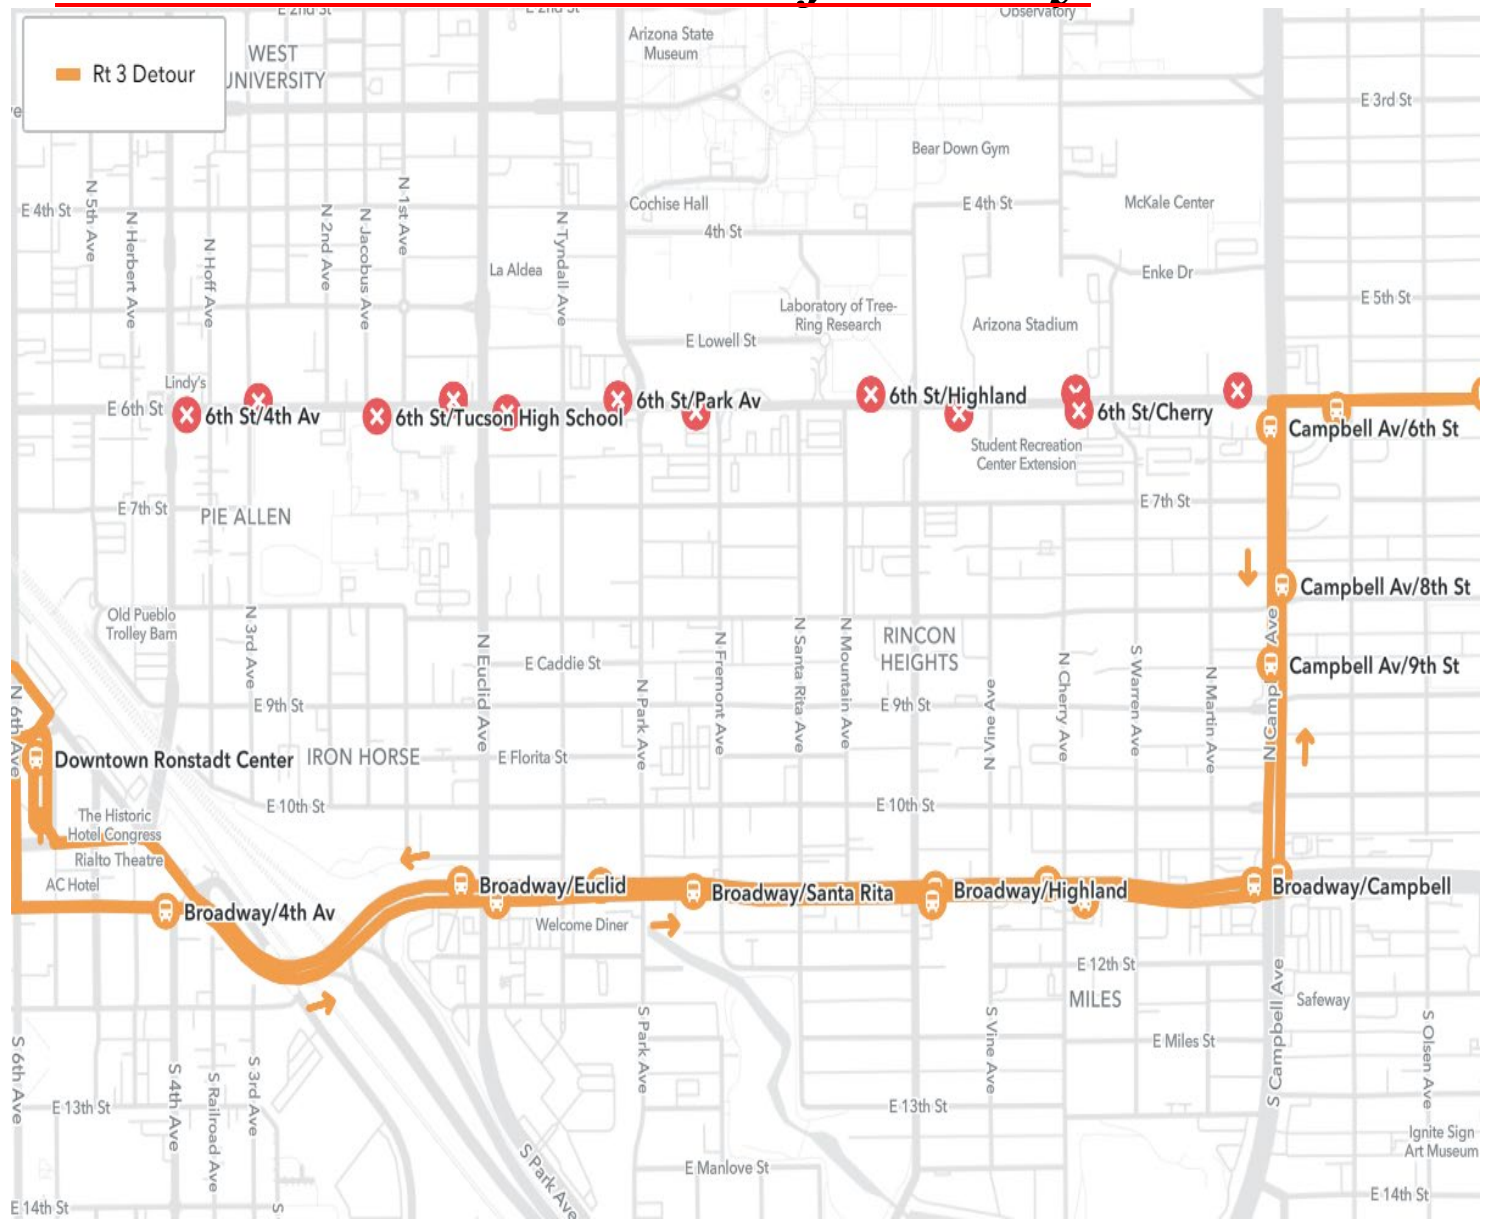 Observatory
Arizona State
Museum
WEST
UNIVERSITY
Rt 3 Detour
E 3rd St
Bear Down Gym
N 5th Ave
N Herbert Ave
N Hoff Ave
N 2nd Ave
N Jacobus Ave
N 1st Ave
N Tyndall Ave
E 4th St
Cochise Hall
4th St
E 4th St
McKale Center
La Aldea
Enke Dr
E 5th St
Laboratory of Tree-
Ring Research
Arizona Stadium
E Lowell St
Lindy's
E 6th St
6th St/4th Av
6th St/Tucson High School
6th St/Park Av
6th St/Highland
6th St/Cherry
Campbell Av/6th St
Student Recreation
Center Extension
E 7th St
PIE ALLEN
E 7th St
Campbell Av/8th St
Old Pueblo
Trolley Barn
N 3rd Ave
N Euclid Ave
E Caddie St
N Park Ave
N Fremont Ave
N Santa Rita Ave
N Mountain Ave
RINCON
HEIGHTS
N Vine Ave
N Cherry Ave
S Warren Ave
N Martin Ave
N Camp
Ave
Campbell Av/9th St
N 6th Ave
E 9th St
E 9th St
Downtown Ronstadt Center
IRON HORSE
E Florita St
E 10th St
E 10th St
The Historic
Hotel Congress
Rialto Theatre
AC Hotel
Broadway/4th Av
Broadway/Euclid
Broadway/Santa Rita
Broadway/Highland
Broadway/Campbell
Welcome Diner
E 12th St
MILES
Safeway
S 6th Ave
S 4th Ave
S Railroad Ave
S 3rd Ave
S Park Ave
S Vine Ave
E Miles St
S Campbell Ave
S Olsen Ave
E 13th St
E 13th St
Ignite Sign
Art Museum
S Park Ave
E Manlove St
E 14th St
E 14th St